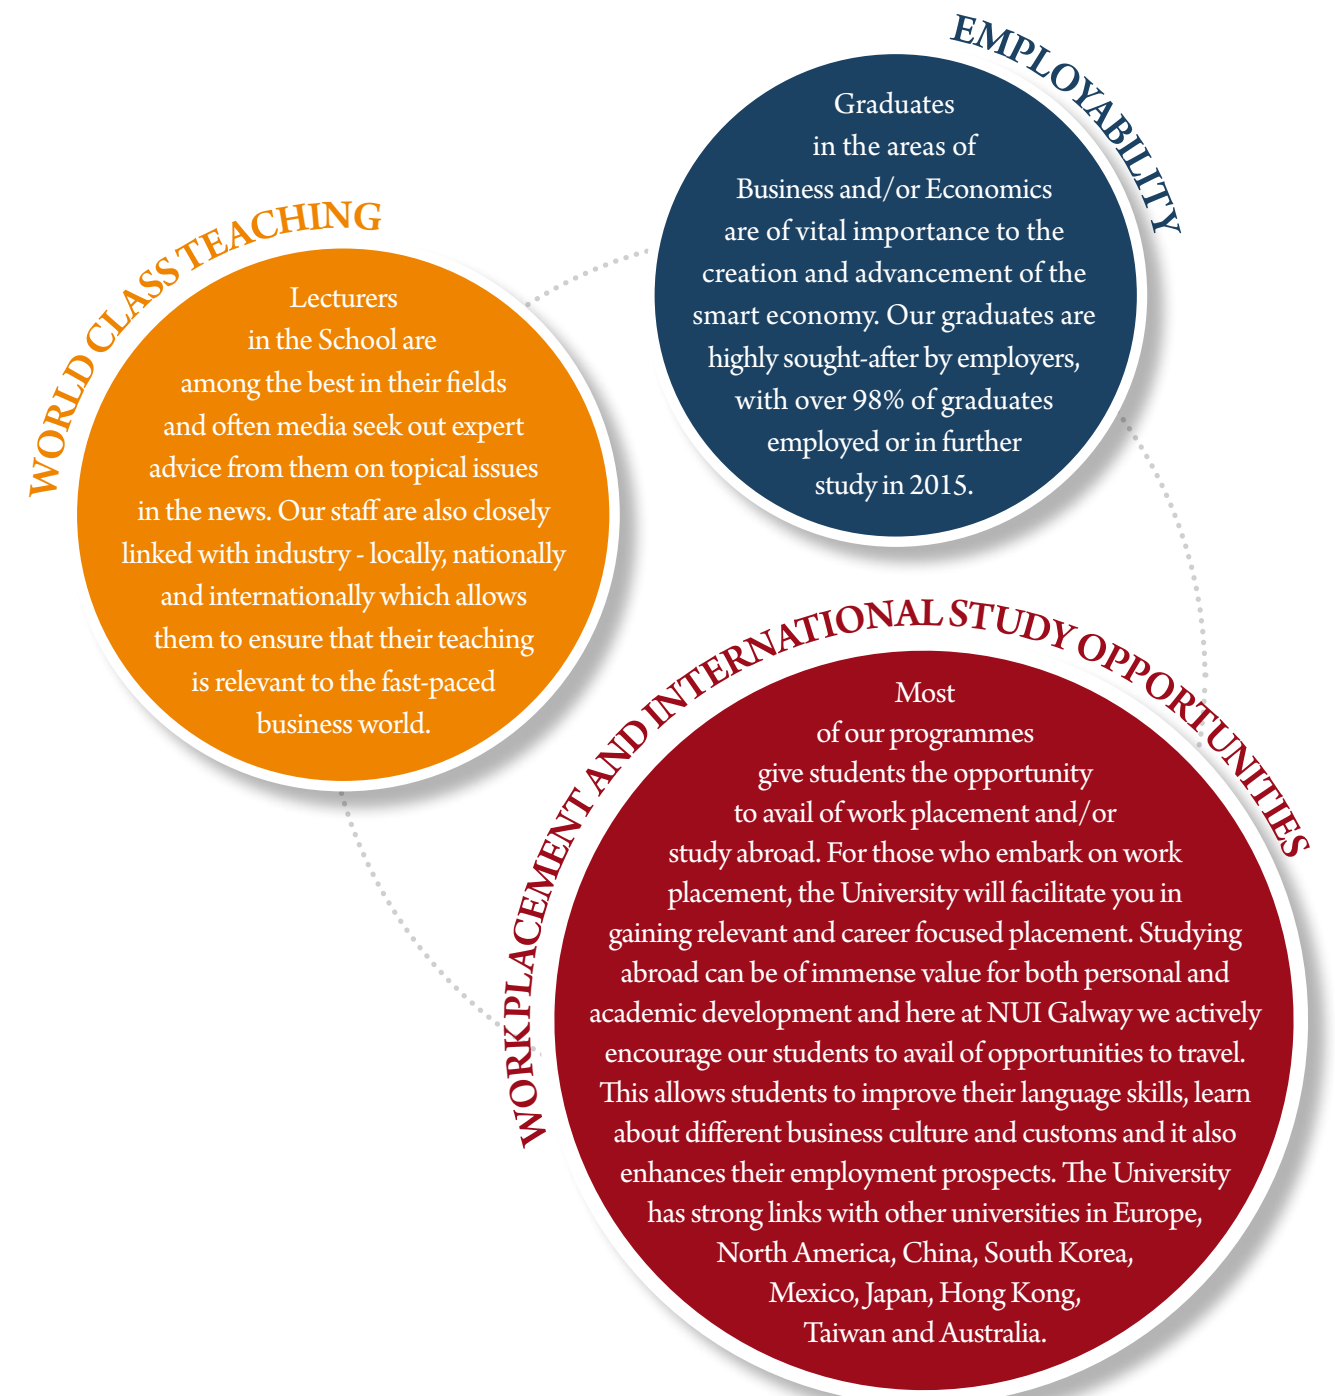 WORLD CLASS TEACHING
Lecturers
in the School are
among the best in their fields
and often media seek out expert
advice from them on topical issues
in the news. Our staff are also closely
linked with industry - locally, nationally
and internationally which allows
them to ensure that their teaching
is relevant to the fast-paced
business world.
EMPLOYABILITY
Graduates
in the areas of
Business and/or Economics
are of vital importance to the
creation and advancement of the
smart economy. Our graduates are
highly sought-after by employers,
with over 98% of graduates
employed or in further
study in 2015.
WORK PLACEMENT AND INTERNATIONAL STUDY OPPORTUNITIES
Most
of our programmes
give students the opportunity
to avail of work placement and/or
study abroad. For those who embark on work
placement, the University will facilitate you in
gaining relevant and career focused placement. Studying
abroad can be of immense value for both personal and
academic development and here at NUI Galway we actively
encourage our students to avail of opportunities to travel.
This allows students to improve their language skills, learn
about different business culture and customs and it also
enhances their employment prospects. The University
has strong links with other universities in Europe,
North America, China, South Korea,
Mexico, Japan, Hong Kong,
Taiwan and Australia.